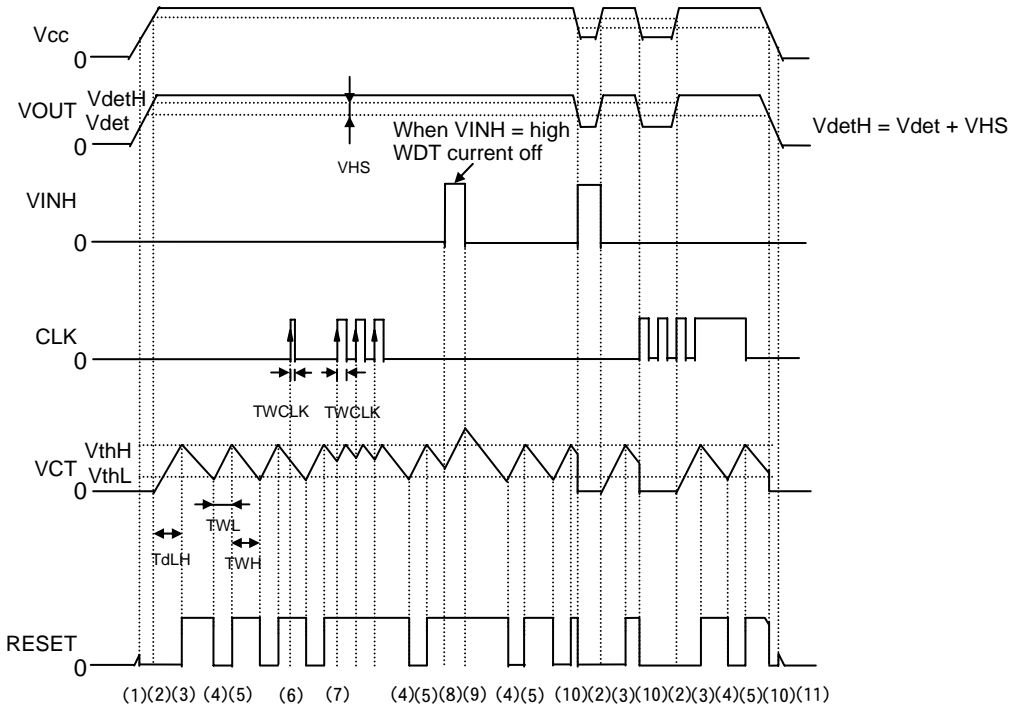 Vcc
0
VOUT
VdetH
Vdet
0
VHS
When VINH = high
WDT current off
VdetH = Vdet + VHS
VINH
0
CLK
0
TWCLK TWCLK
VCT
VthH
VthL
0
TWL
TdLH
TWH
RESET
0
(1)(2)(3) (4)(5) (6) (7) (4)(5)(8)(9) (4)(5) (10)(2)(3)(10)(2)(3)(4)(5)(10)(11)